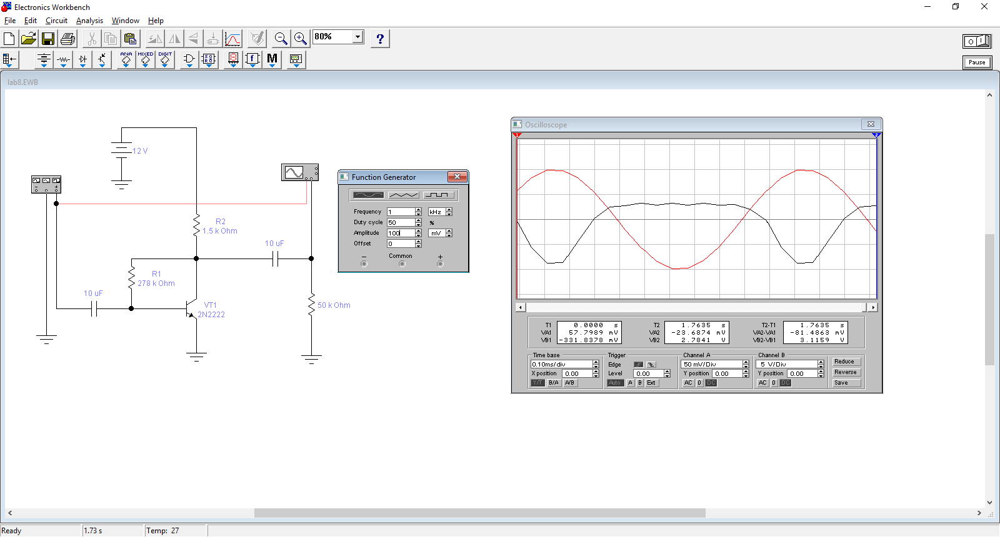 Electronics Workbench
File Edit Circuit Analysis Window Help
80%
?
ANA MIXED DIGIT
f M
O I
Pause
lab8.EWB
12 V
R2
1.5 k Ohm
10 uF
R1
278 k Ohm
10 uF
VT1
2N2222
50 k Ohm
Function Generator
Frequency 1 kHz
Duty cycle 50 %
Amplitude 100 mV
Offset 0
− Common +
Oscilloscope
1 2
T1 0.0000 s T2 1.7635 s T2-T1 1.7635 s
VA1 57.7989 mV VA2 -23.6874 mV VA2-VA1 -81.4863 mV
VB1 -331.8378 mV VB2 2.7841 V VB2-VB1 3.1159 V
Time base Trigger Channel A Channel B
0.10ms/div Edge 50 mV/Div 5 V/Div Reduce
X position 0.00 Level 0.00 Y position 0.00 Y position 0.00 Reverse
Y/T B/A A/B Auto A B Ext AC 0 DC AC 0 DC Save
Ready 1.73 s Temp: 27